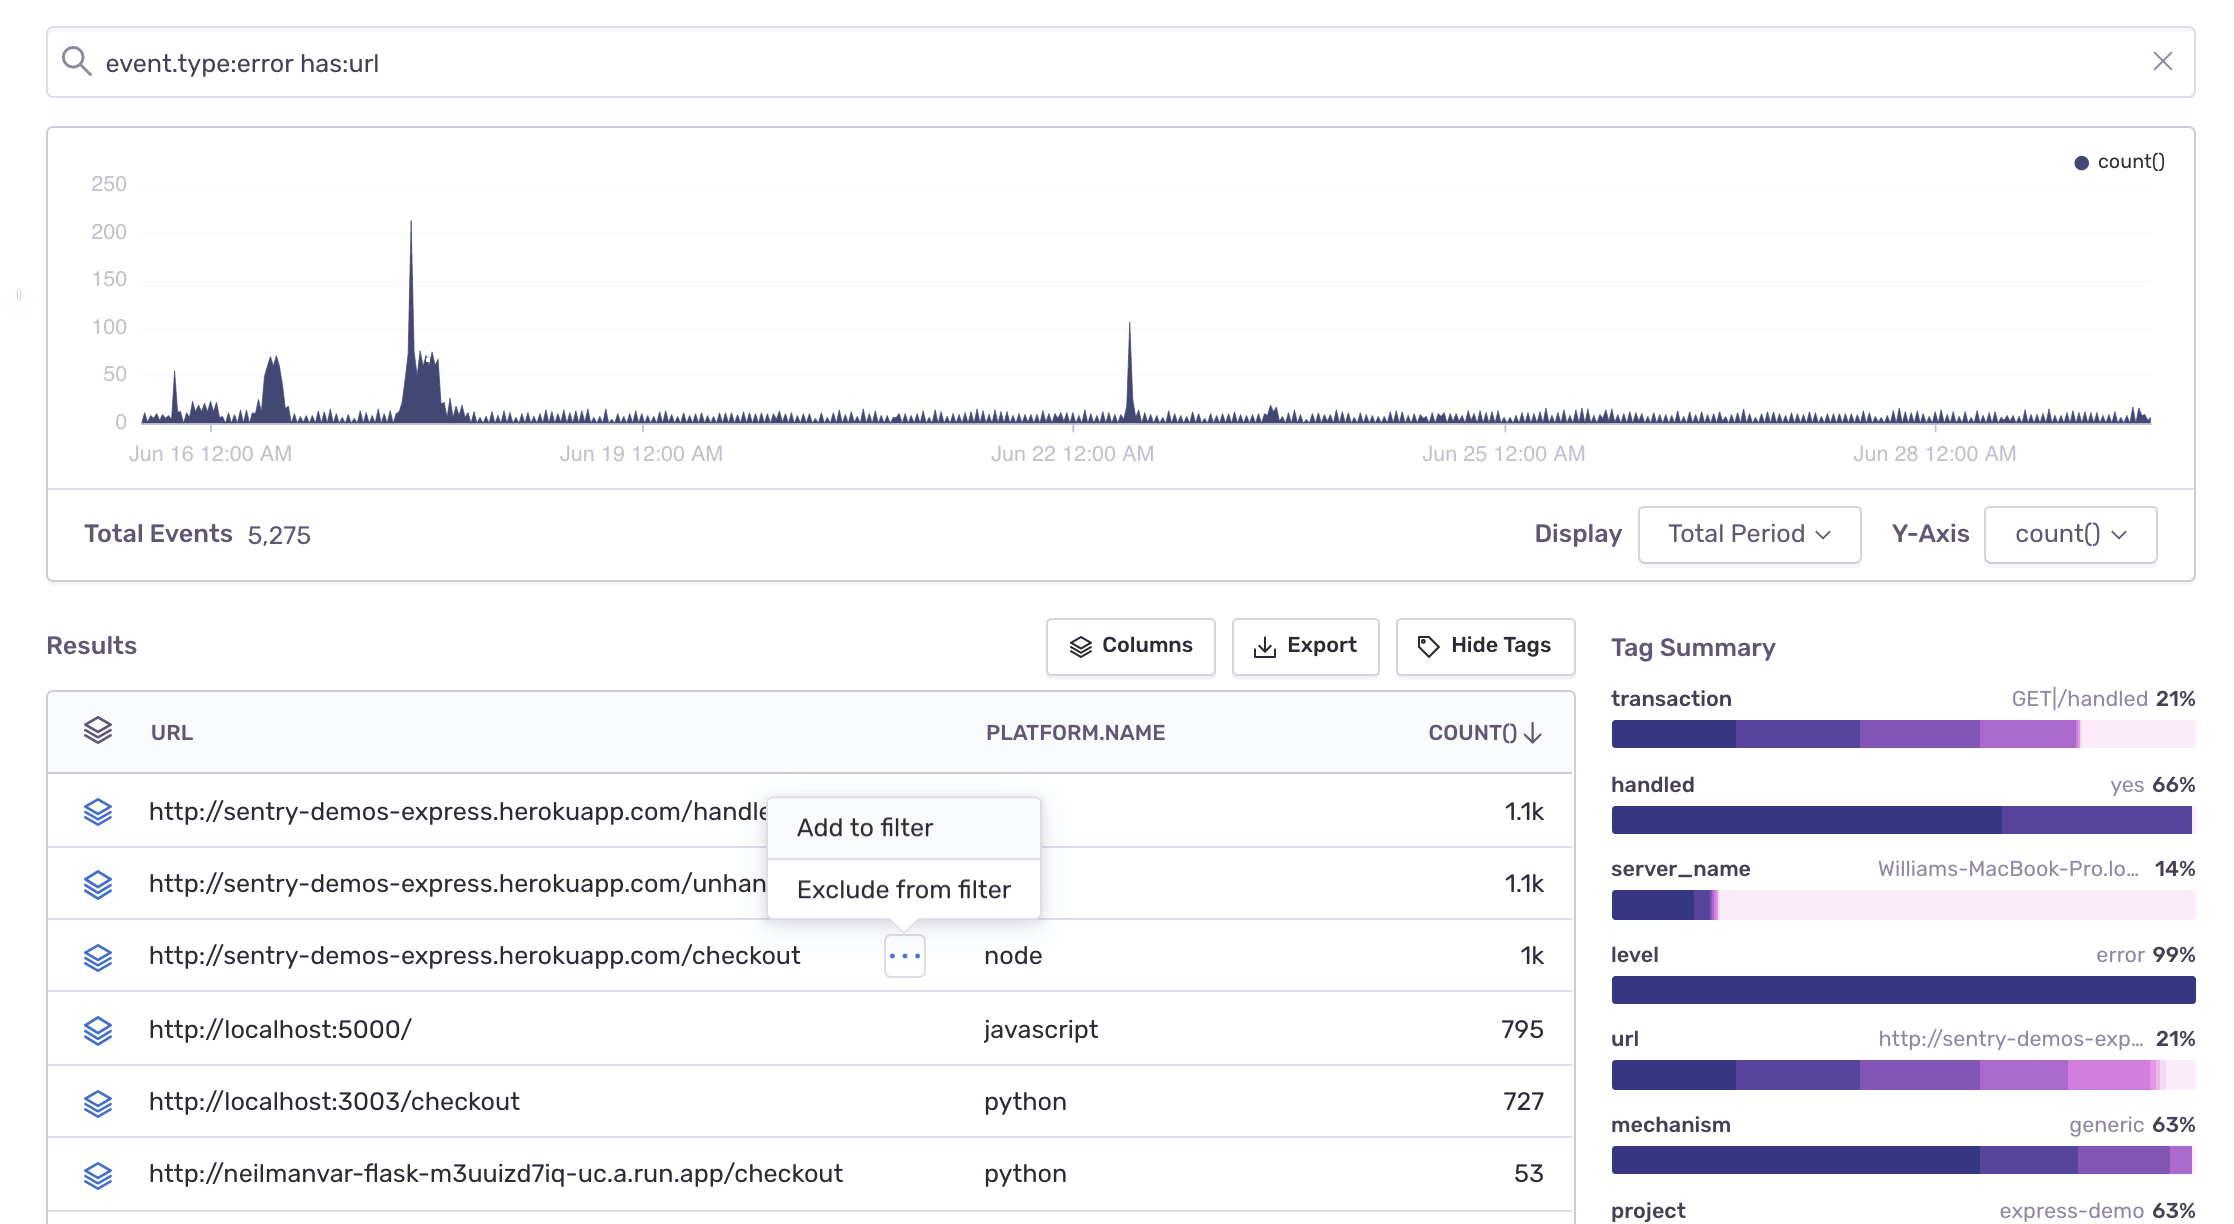 event.type:error has:url
count()
250
200
150
100
50
0
Jun 16 12:00 AM
Jun 19 12:00 AM
Jun 22 12:00 AM
Jun 25 12:00 AM
Jun 28 12:00 AM
Total Events 5,275
Display Total Period
Y-Axis count()
Results
Columns
Export
Hide Tags
URL PLATFORM.NAME COUNT()
http://sentry-demos-express.herokuapp.com/handle 1.1k
Add to filter
http://sentry-demos-express.herokuapp.com/unhan 1.1k
Exclude from filter
http://sentry-demos-express.herokuapp.com/checkout node 1k
http://localhost:5000/ javascript 795
http://localhost:3003/checkout python 727
http://neilmanvar-flask-m3uuizd7iq-uc.a.run.app/checkout python 53
Tag Summary
transaction GET|/handled 21%
handled yes 66%
server_name Williams-MacBook-Pro.lo... 14%
level error 99%
url http://sentry-demos-exp... 21%
mechanism generic 63%
project express-demo 63%